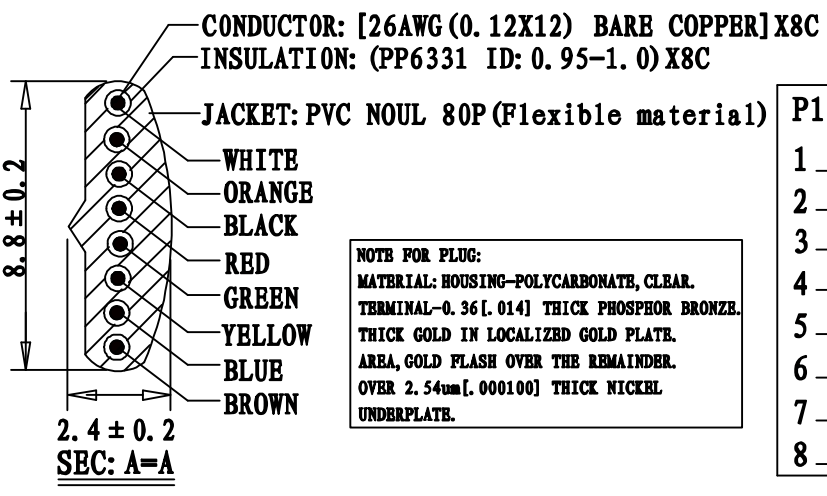 CONDUCTOR: [26AWG(0.12X12) BARE COPPER]X8C
INSULATION: (PP6331 ID:0.95-1.0)X8C
JACKET: PVC NOUL 80P(Flexible material)
WHITE
ORANGE
BLACK
RED
GREEN
YELLOW
BLUE
BROWN
8.8±0.2
2.4±0.2
SEC: A=A
NOTE FOR PLUG:
MATERIAL: HOUSING-POLYCARBONATE, CLEAR.
TERMINAL-0.36[.014] THICK PHOSPHOR BRONZE.
THICK GOLD IN LOCALIZED GOLD PLATE.
AREA, GOLD FLASH OVER THE REMAINDER.
OVER 2.54um[.000100] THICK NICKEL
UNDERPLATE.
P1
1
2
3
4
5
6
7
8